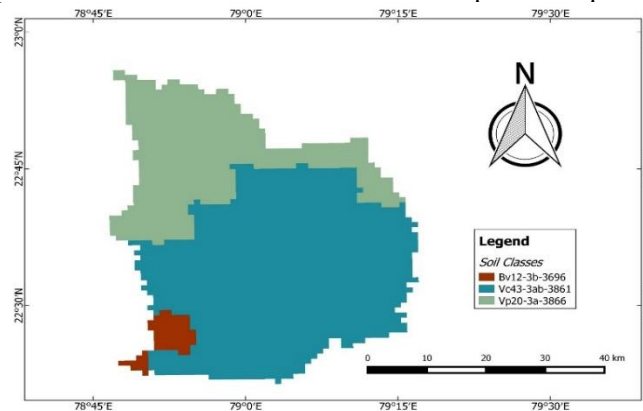 78°45'E 79°0'E 79°15'E 79°30'E
23°0'N
22°45'N
22°30'N
N
Legend
Soil Classes
Bv12-3b-3696
Vc43-3ab-3861
Vp20-3a-3866
0 10 20 30 40 km
78°45'E 79°0'E 79°15'E 79°30'E